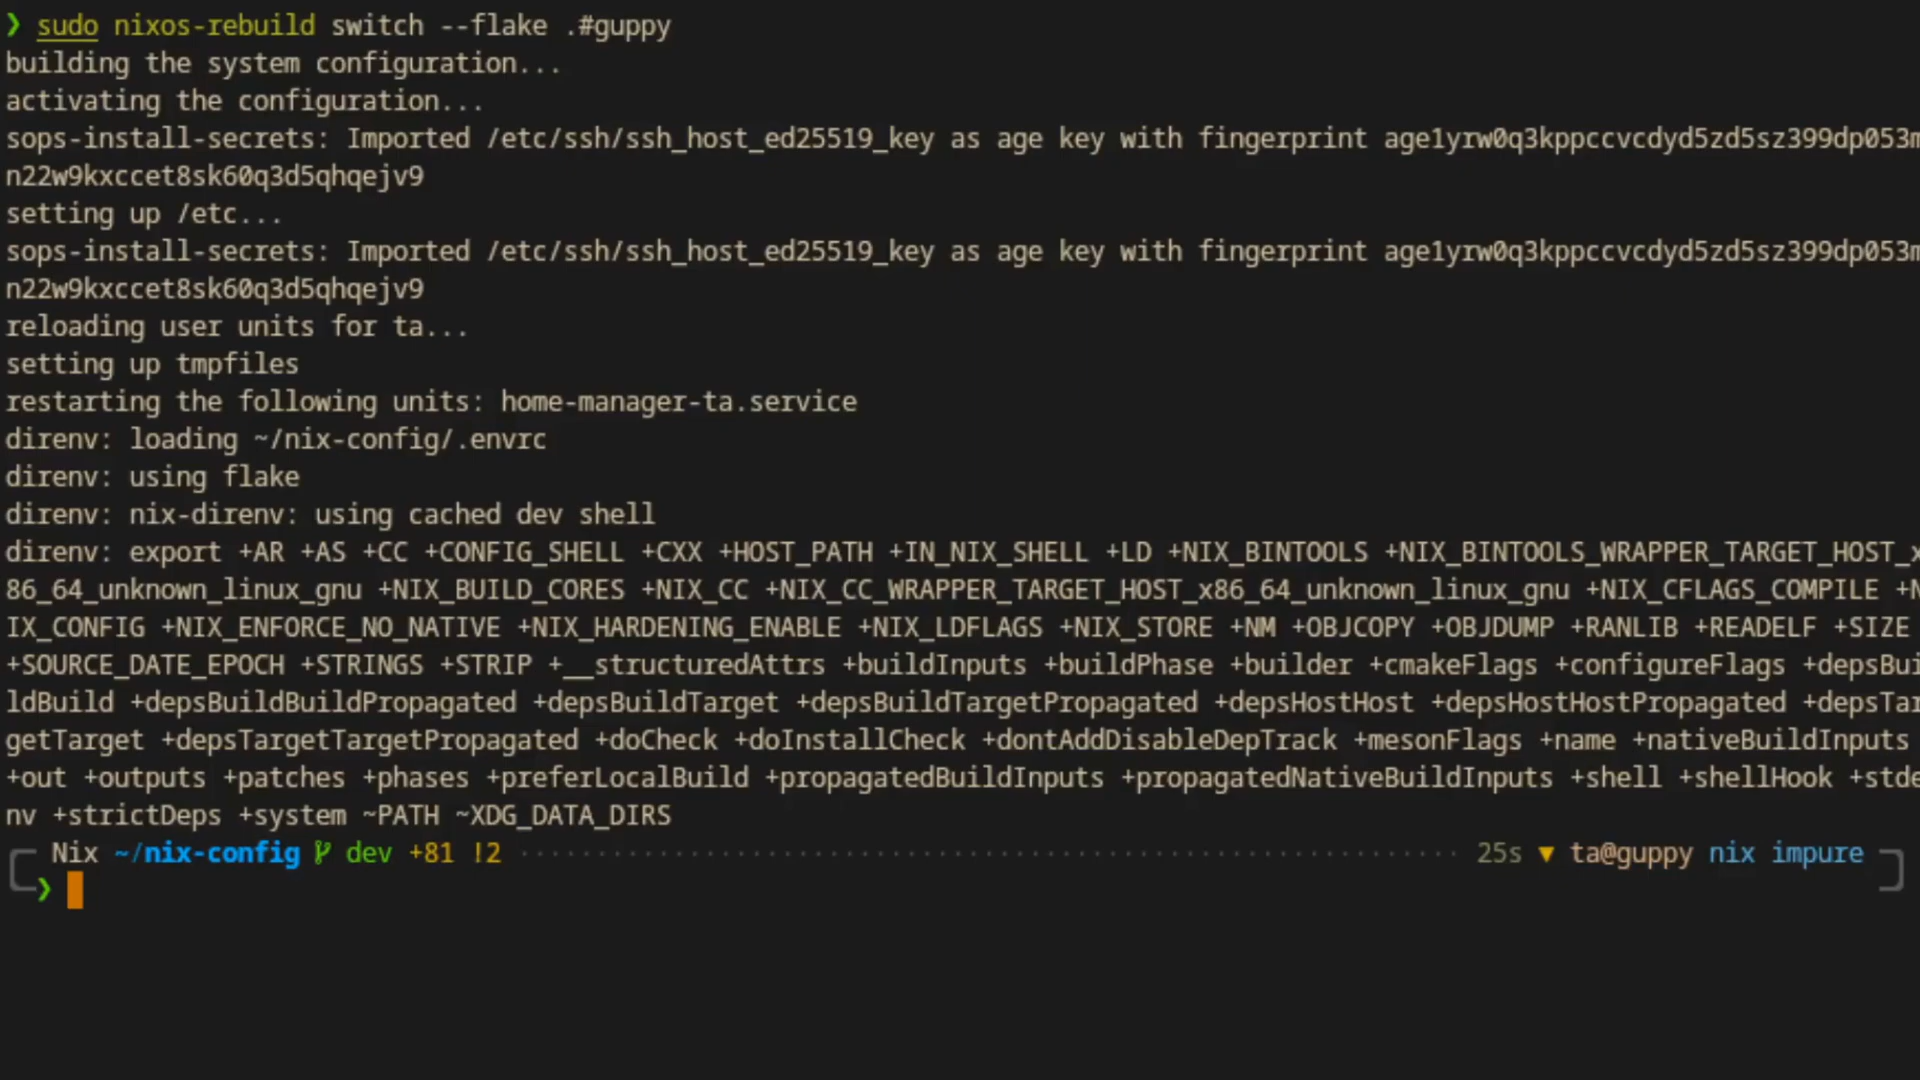 ❯ sudo nixos-rebuild switch --flake .#guppy
building the system configuration...
activating the configuration...
sops-install-secrets: Imported /etc/ssh/ssh_host_ed25519_key as age key with fingerprint age1yrw0q3kppccvcdyd5zd5sz399dp053m
n22w9kxccet8sk60q3d5qhqejv9
setting up /etc...
sops-install-secrets: Imported /etc/ssh/ssh_host_ed25519_key as age key with fingerprint age1yrw0q3kppccvcdyd5zd5sz399dp053m
n22w9kxccet8sk60q3d5qhqejv9
reloading user units for ta...
setting up tmpfiles
restarting the following units: home-manager-ta.service
direnv: loading ~/nix-config/.envrc
direnv: using flake
direnv: nix-direnv: using cached dev shell
direnv: export +AR +AS +CC +CONFIG_SHELL +CXX +HOST_PATH +IN_NIX_SHELL +LD +NIX_BINTOOLS +NIX_BINTOOLS_WRAPPER_TARGET_HOST_x
86_64_unknown_linux_gnu +NIX_BUILD_CORES +NIX_CC +NIX_CC_WRAPPER_TARGET_HOST_x86_64_unknown_linux_gnu +NIX_CFLAGS_COMPILE +N
IX_CONFIG +NIX_ENFORCE_NO_NATIVE +NIX_HARDENING_ENABLE +NIX_LDFLAGS +NIX_STORE +NM +OBJCOPY +OBJDUMP +RANLIB +READELF +SIZE
+SOURCE_DATE_EPOCH +STRINGS +STRIP +__structuredAttrs +buildInputs +buildPhase +builder +cmakeFlags +configureFlags +depsBui
ldBuild +depsBuildBuildPropagated +depsBuildTarget +depsBuildTargetPropagated +depsHostHost +depsHostHostPropagated +depsTar
getTarget +depsTargetTargetPropagated +doCheck +doInstallCheck +dontAddDisableDepTrack +mesonFlags +name +nativeBuildInputs
+out +outputs +patches +phases +preferLocalBuild +propagatedBuildInputs +propagatedNativeBuildInputs +shell +shellHook +stde
nv +strictDeps +system ~PATH ~XDG_DATA_DIRS
Nix ~/nix-config dev +81 !2 25s ▼ ta@guppy nix impure
❯